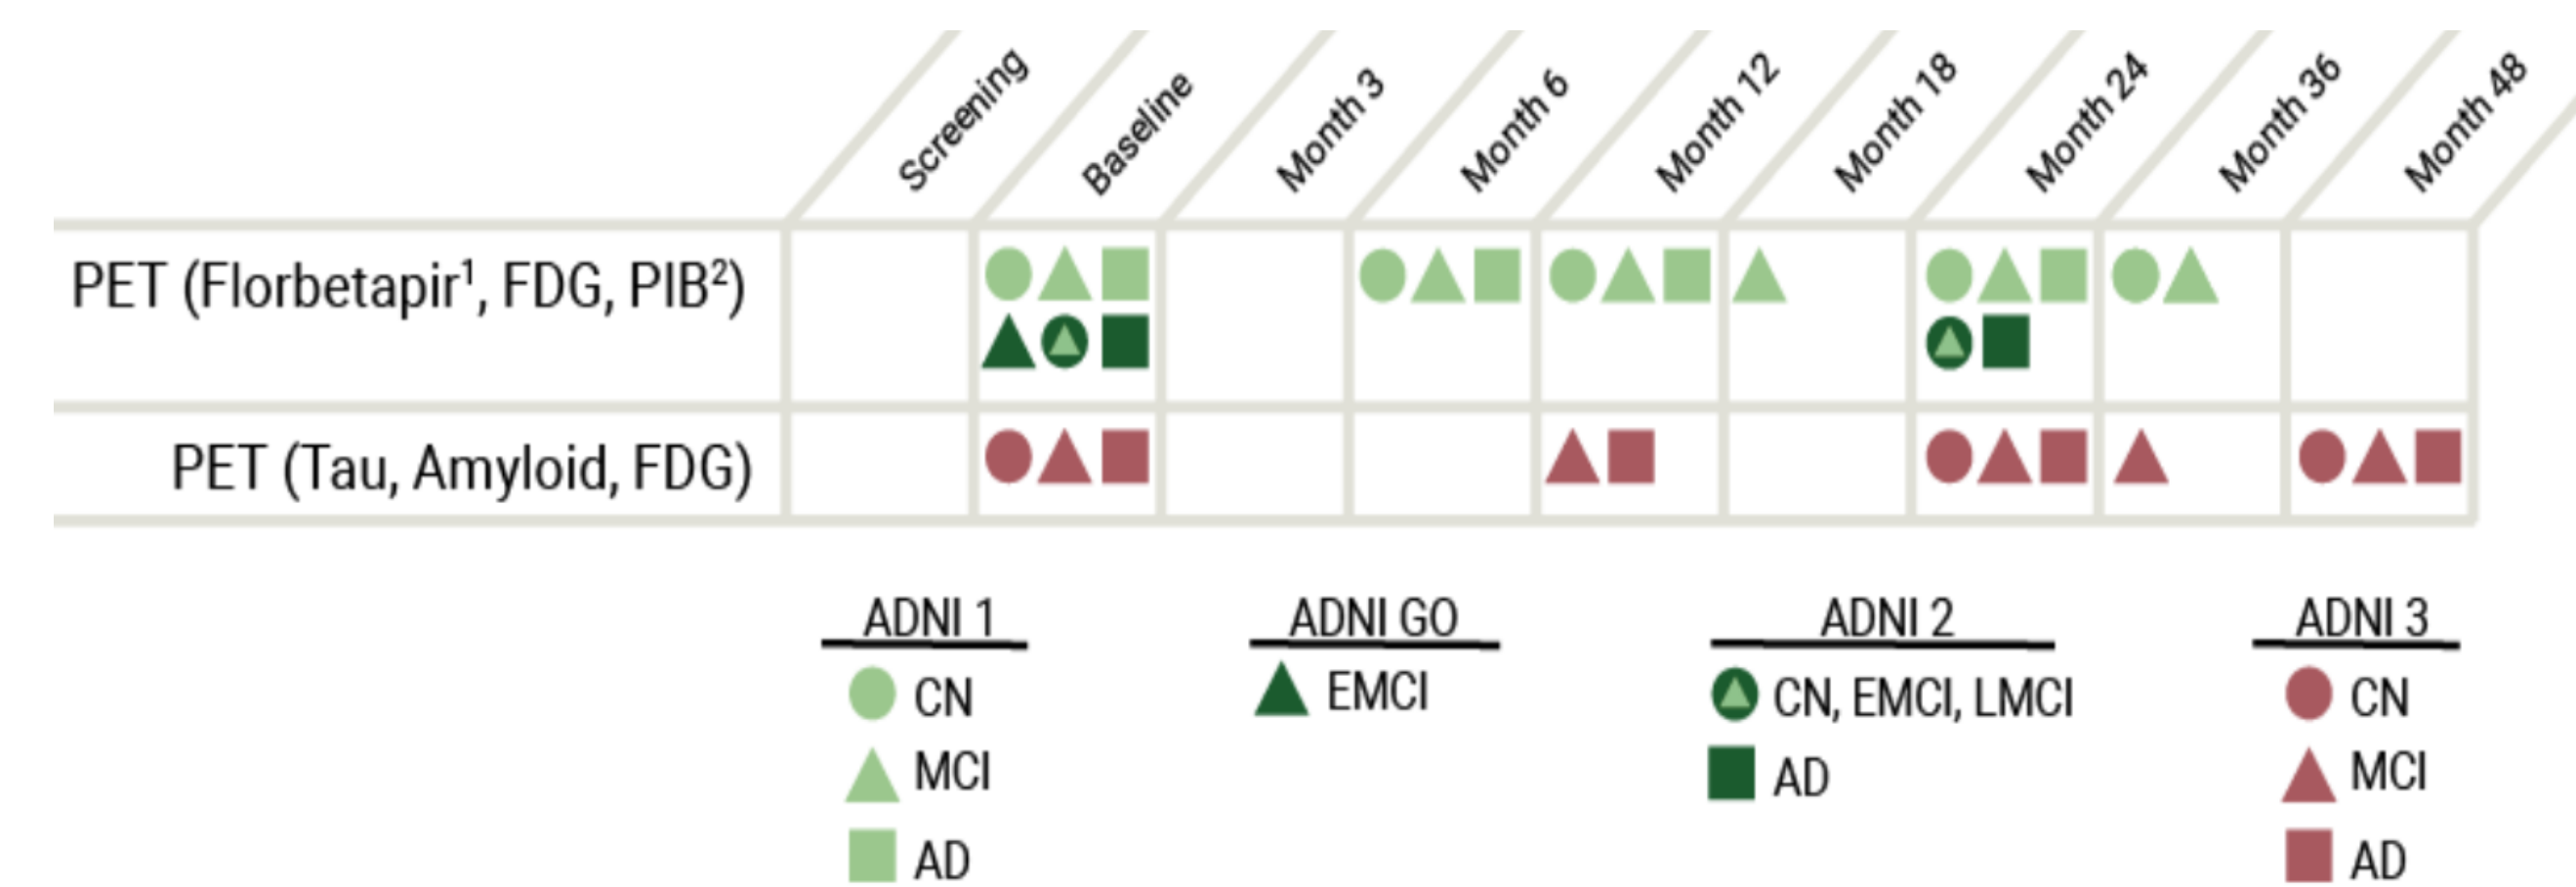 Screening
Baseline
Month 3
Month 6
Month 12
Month 18
Month 24
Month 36
Month 48
PET (Florbetapir¹, FDG, PIB²)
PET (Tau, Amyloid, FDG)
ADNI 1
CN
MCI
AD
ADNI GO
EMCI
ADNI 2
CN, EMCI, LMCI
AD
ADNI 3
CN
MCI
AD